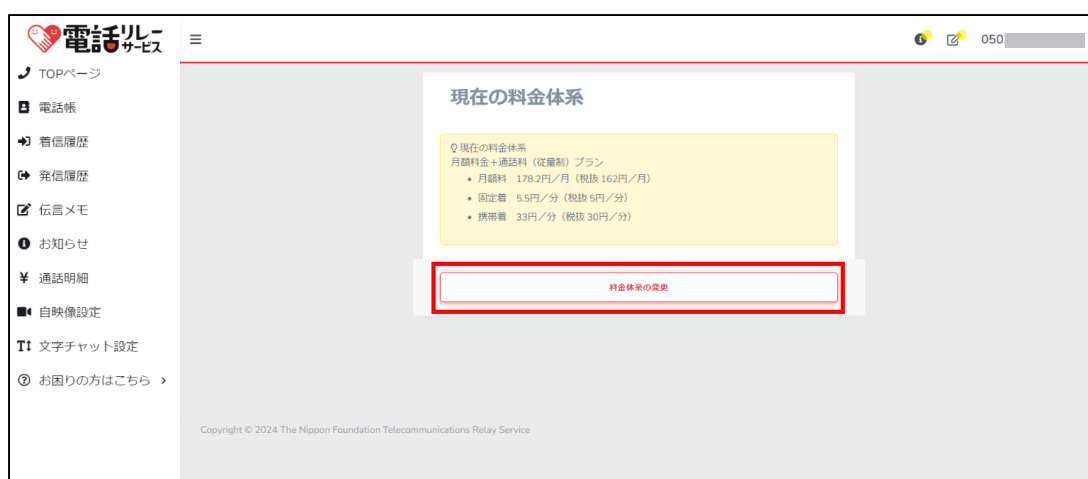 電話リレーサービス
050
TOPページ
電話帳
着信履歴
発信履歴
伝言メモ
お知らせ
¥ 通話明細
自映像設定
文字チャット設定
お困りの方はこちら
現在の料金体系
現在の料金体系
月額料金+通話料(従量制)プラン
• 月額料 178.2円/月(税抜 162円/月)
• 固定着 5.5円/分(税抜 5円/分)
• 携帯着 33円/分(税抜 30円/分)
料金体系の変更
Copyright © 2024 The Nippon Foundation Telecommunications Relay Service